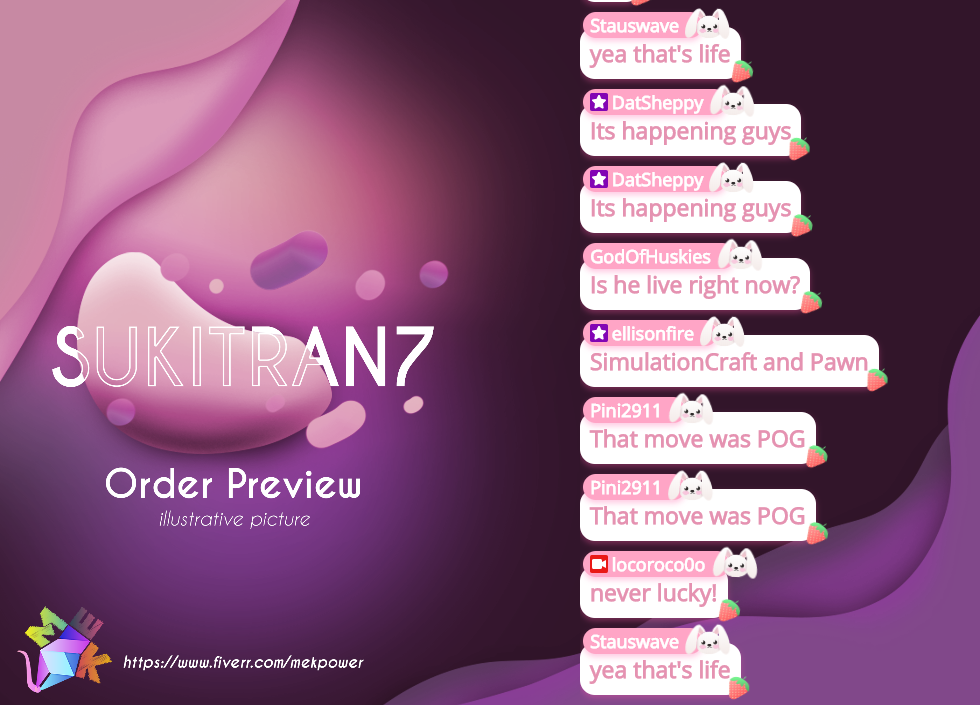 SUKITRAN7
Order Preview
illustrative picture
MEK
https://www.fiverr.com/mekpower
Stauswave
yea that's life
DatSheppy
Its happening guys
DatSheppy
Its happening guys
GodOfHuskies
Is he live right now?
ellisonfire
SimulationCraft and Pawn
Pini2911
That move was POG
Pini2911
That move was POG
locoroco0o
never lucky!
Stauswave
yea that's life